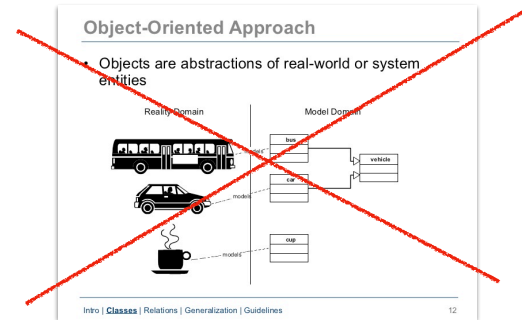 Object-Oriented Approach
• Objects are abstractions of real-world or system
entities
Reality Domain
Model Domain
bus
models
vehicle
car
models
cup
models
Intro | Classes | Relations | Generalization | Guidelines
12